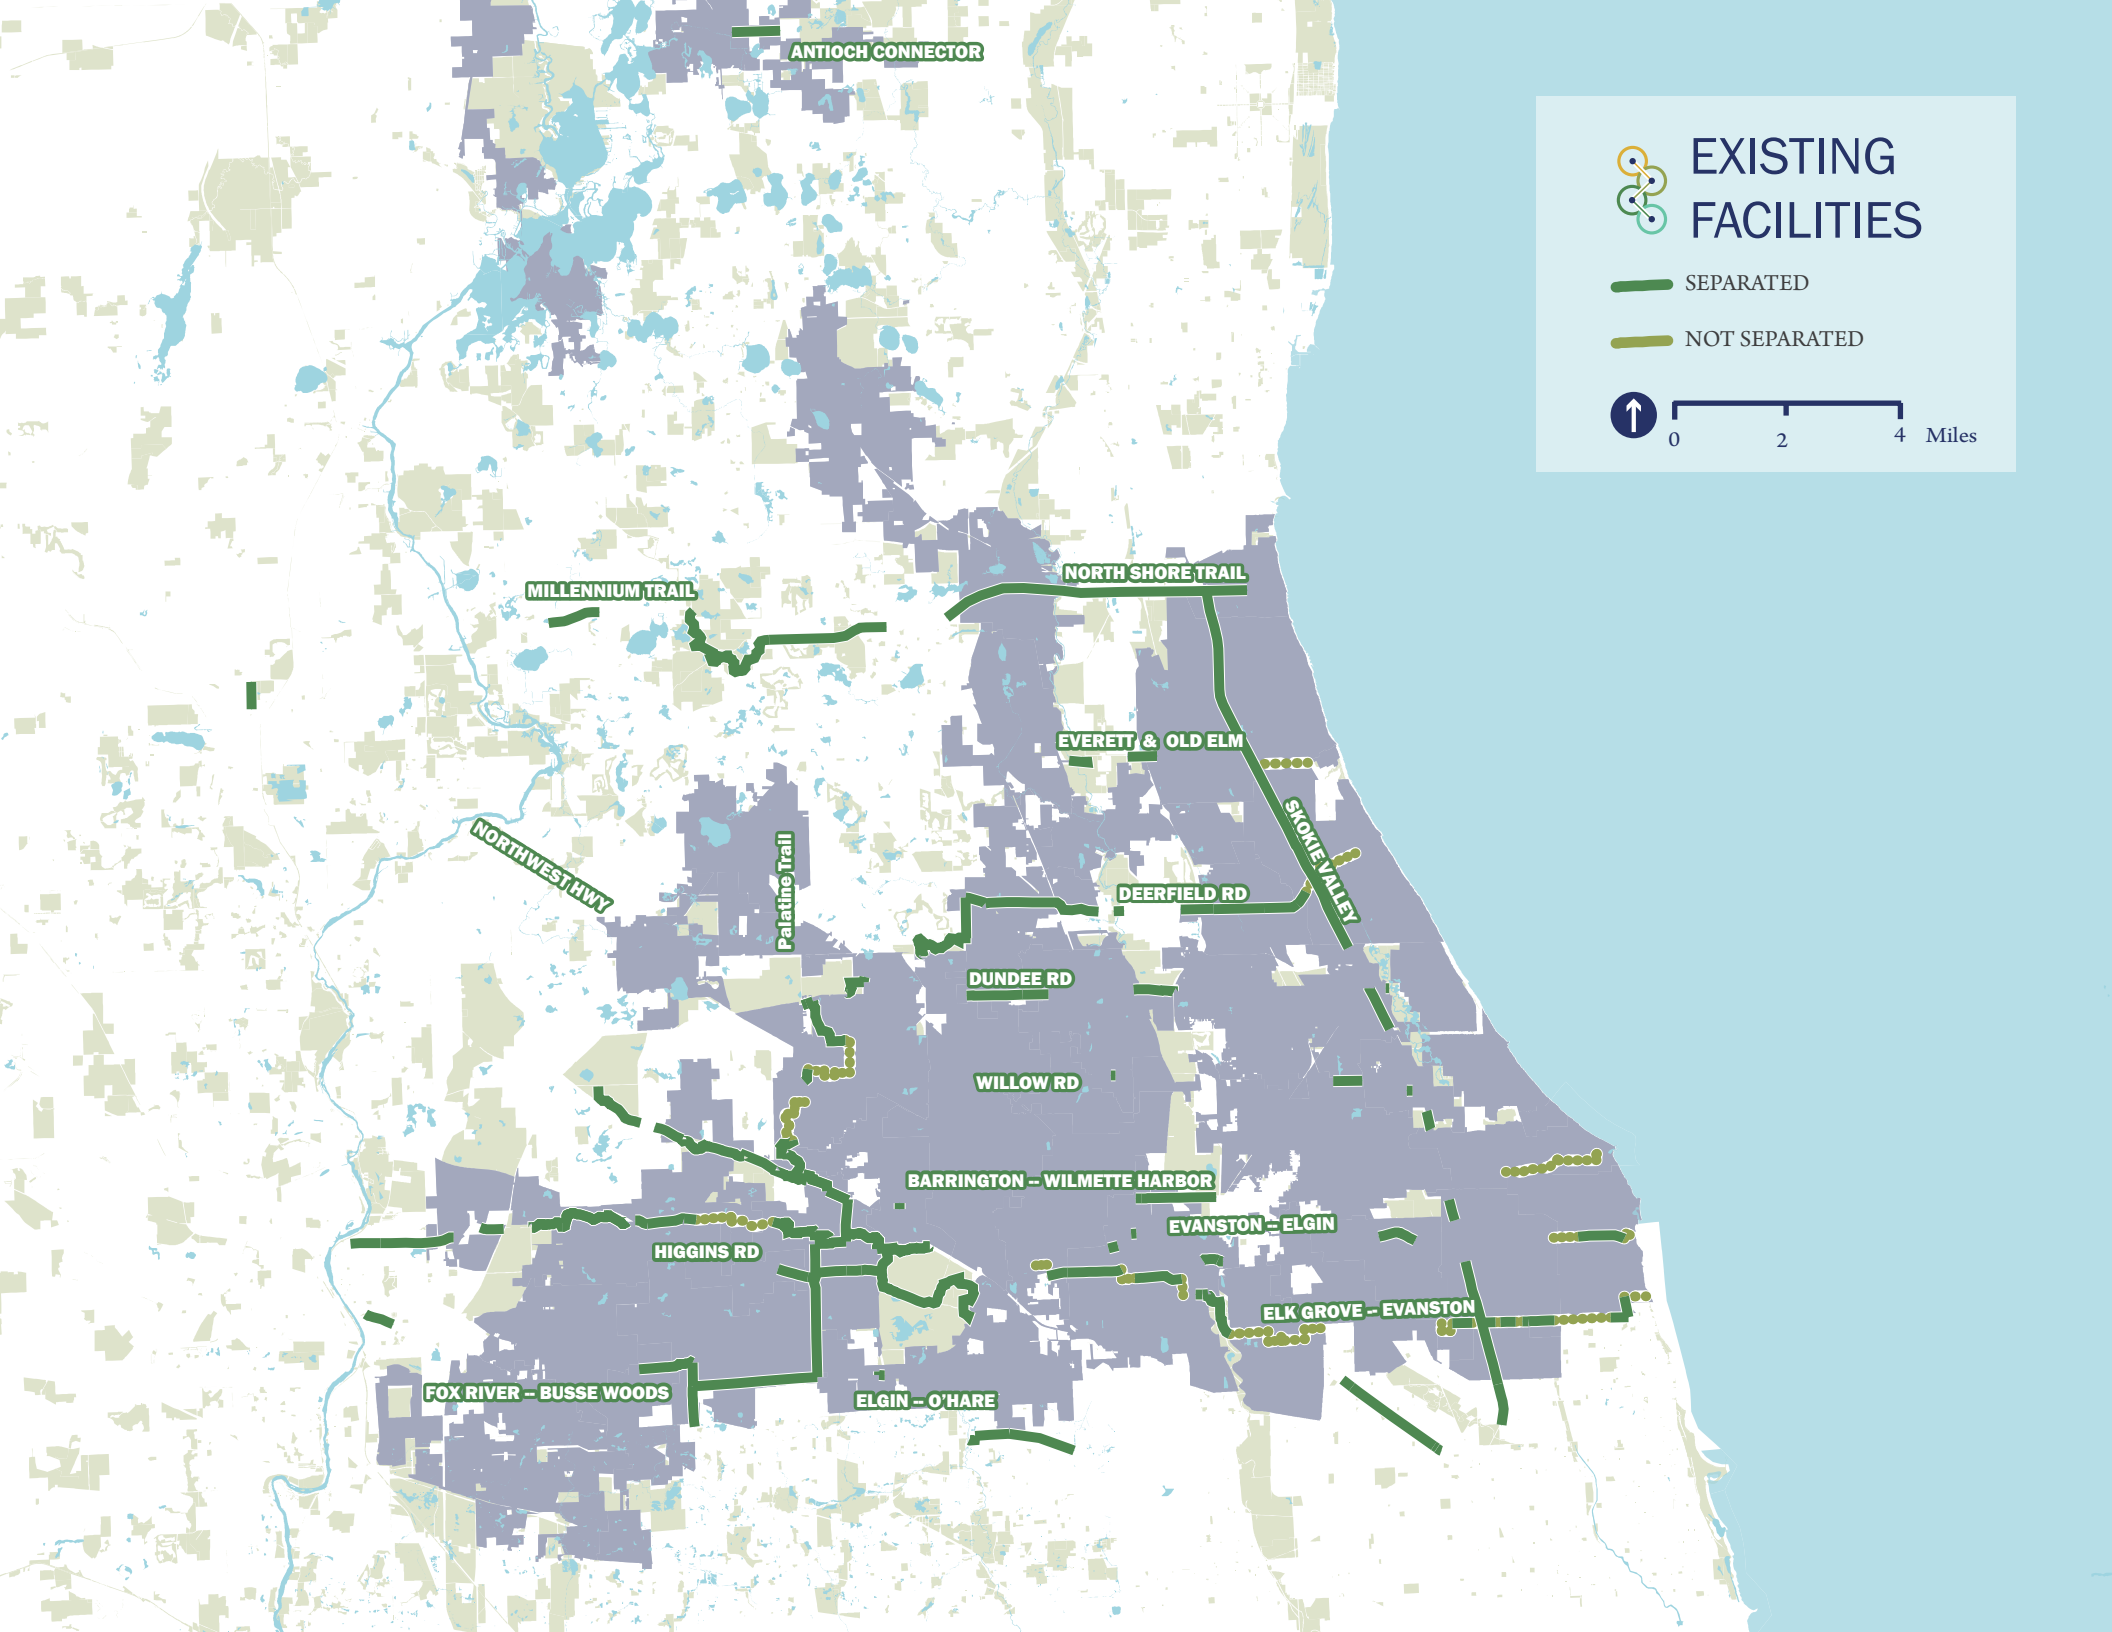 ANTIOCH CONNECTOR
EXISTING
FACILITIES
SEPARATED
NOT SEPARATED
0 2 4 Miles
NORTH SHORE TRAIL
MILLENNIUM TRAIL
EVERETT & OLD ELM
SKOKIE VALLEY
NORTHWEST HWY
Palatine Trail
DEERFIELD RD
DUNDEE RD
WILLOW RD
BARRINGTON -- WILMETTE HARBOR
EVANSTON -- ELGIN
HIGGINS RD
ELK GROVE -- EVANSTON
FOX RIVER -- BUSSE WOODS
ELGIN -- O'HARE